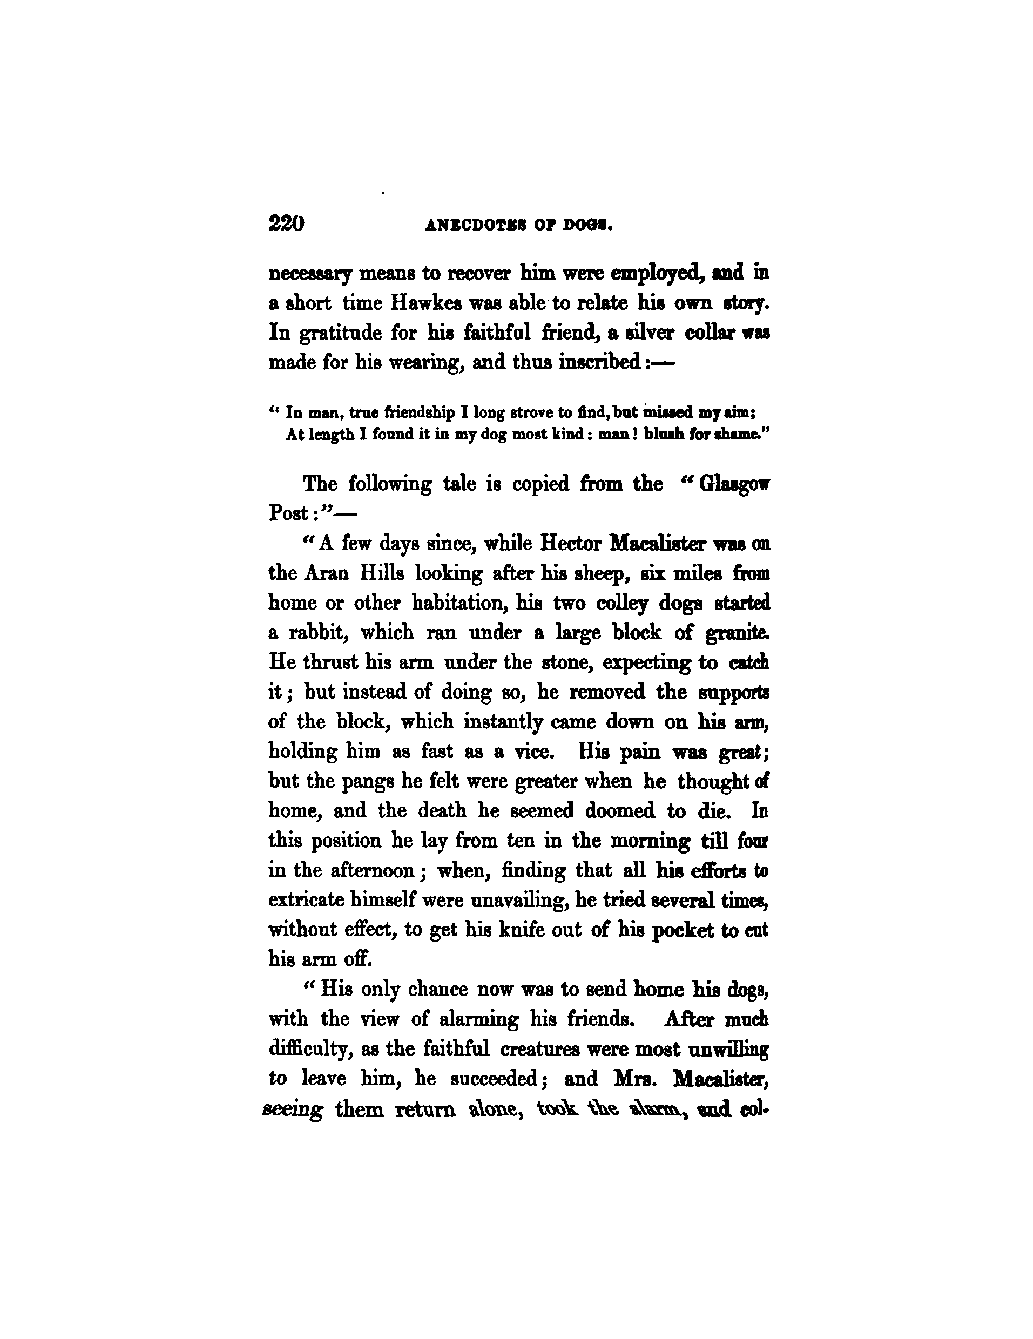 220 ANECDOTES OF DOGS.
necessary means to recover him were employed, and in
a short time Hawkes was able to relate his own story.
In gratitude for his faithful friend, a silver collar was
made for his wearing, and thus inscribed:—
“ In man, true friendship I long strove to find, but missed my aim;
At length I found it in my dog most kind: man! blush for shame.”
The following tale is copied from the “ Glasgow
Post:”—
“ A few days since, while Hector Macalister was on
the Aran Hills looking after his sheep, six miles from
home or other habitation, his two colley dogs started
a rabbit, which ran under a large block of granite.
He thrust his arm under the stone, expecting to catch
it; but instead of doing so, he removed the supports
of the block, which instantly came down on his arm,
holding him as fast as a vice. His pain was great;
but the pangs he felt were greater when he thought of
home, and the death he seemed doomed to die. In
this position he lay from ten in the morning till four
in the afternoon; when, finding that all his efforts to
extricate himself were unavailing, he tried several times,
without effect, to get his knife out of his pocket to cut
his arm off.
“ His only chance now was to send home his dogs,
with the view of alarming his friends. After much
difficulty, as the faithful creatures were most unwilling
to leave him, he succeeded; and Mrs. Macalister,
seeing them return alone, took the alarm, and col-